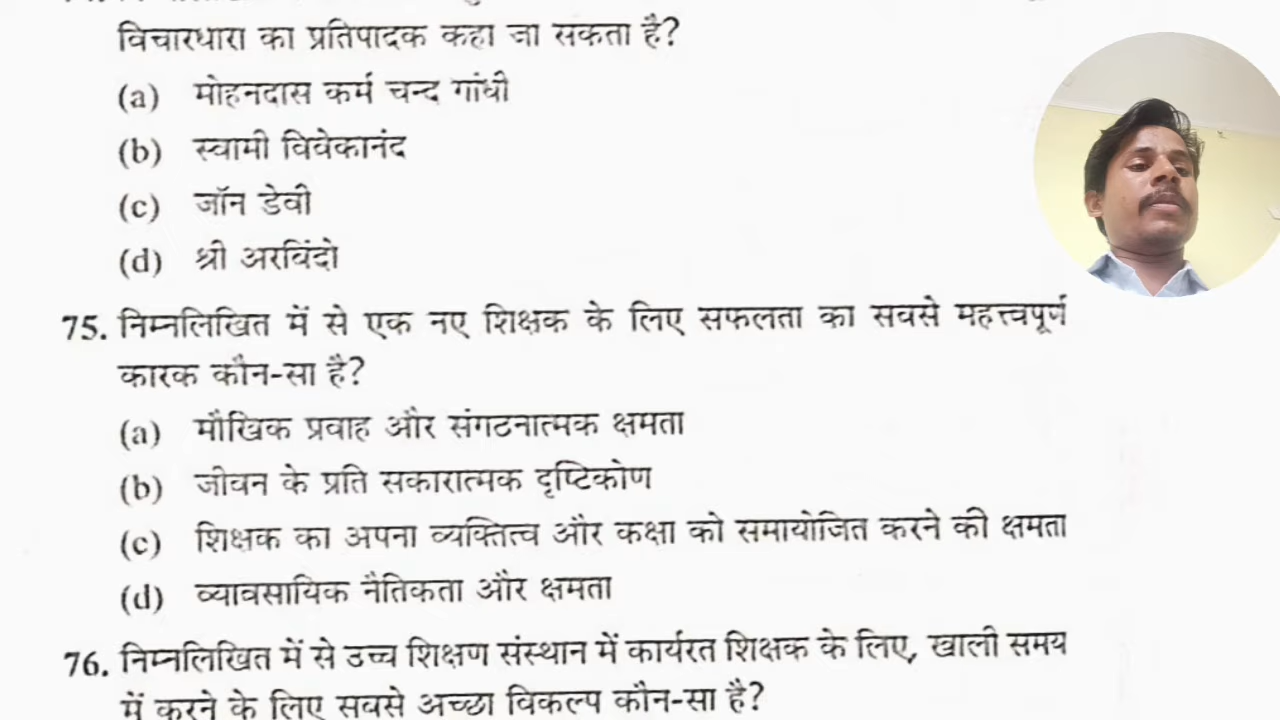 विचारधारा का प्रतिपादक कहा जा सकता है?
(a) मोहनदास कर्म चन्द गांधी
(b) स्वामी विवेकानंद
(c) जॉन डेवी
(d) श्री अरविंदो
75. निम्नलिखित में से एक नए शिक्षक के लिए सफलता का सबसे महत्त्वपूर्ण
कारक कौन-सा है?
(a) मौखिक प्रवाह और संगटनात्मक क्षमता
(b) जीवन के प्रति सकारात्मक दृष्टिकोण
(c) शिक्षक का अपना व्यक्तित्व और कक्षा को समायोजित करने की क्षमता
(d) व्यावसायिक नैतिकता और क्षमता
76. निम्नलिखित में से उच्च शिक्षण संस्थान में कार्यरत शिक्षक के लिए, खाली समय
में करने के लिए सबसे अच्छा विकल्प कौन-सा है?